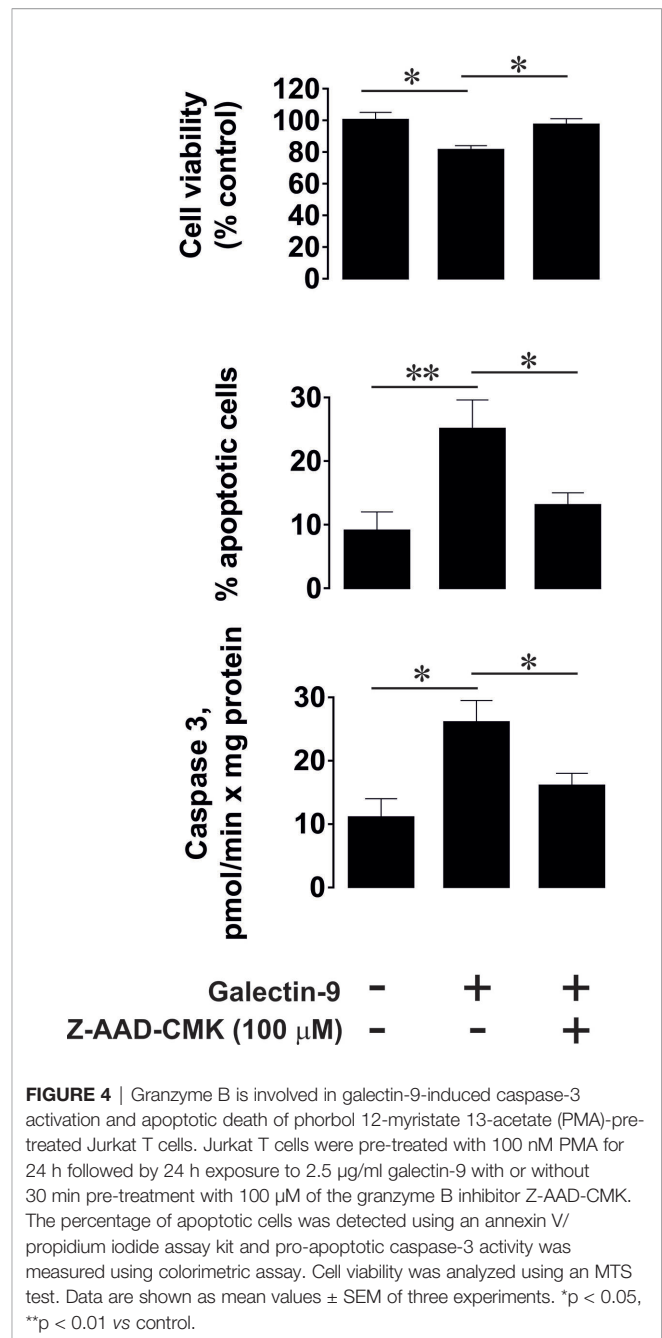 * *
120
100
80
60
40
20
0
Cell viability
(% control)
** *
30
20
10
0
% apoptotic cells
* *
30
20
10
0
Caspase 3,
pmol/min x mg protein
Galectin-9 - + +
Z-AAD-CMK (100 μM) - - +
FIGURE 4 | Granzyme B is involved in galectin-9-induced caspase-3
activation and apoptotic death of phorbol 12-myristate 13-acetate (PMA)-pre-
treated Jurkat T cells. Jurkat T cells were pre-treated with 100 nM PMA for
24 h followed by 24 h exposure to 2.5 μg/ml galectin-9 with or without
30 min pre-treatment with 100 μM of the granzyme B inhibitor Z-AAD-CMK.
The percentage of apoptotic cells was detected using an annexin V/
propidium iodide assay kit and pro-apoptotic caspase-3 activity was
measured using colorimetric assay. Cell viability was analyzed using an MTS
test. Data are shown as mean values ± SEM of three experiments. *p < 0.05,
**p < 0.01 vs control.